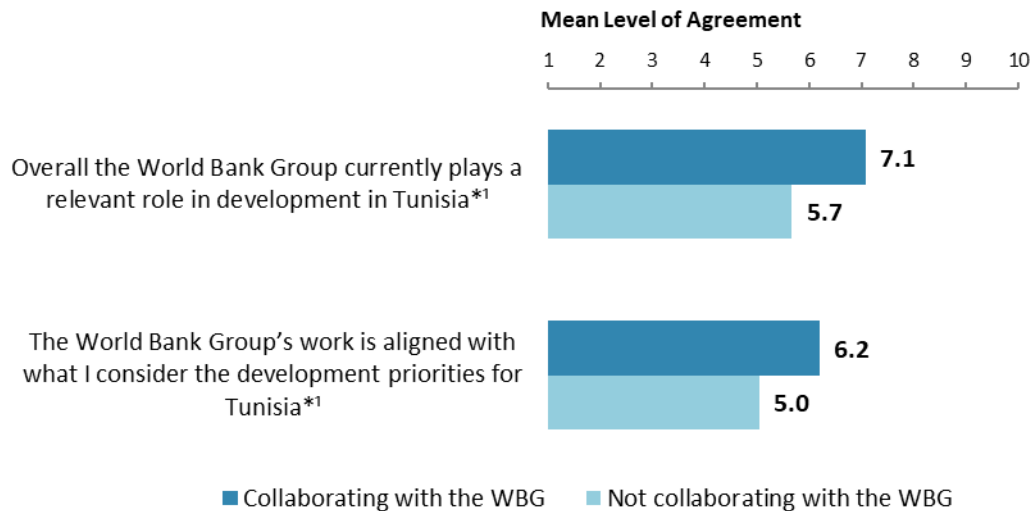 Mean Level of Agreement
1 2 3 4 5 6 7 8 9 10
Overall the World Bank Group currently plays a
relevant role in development in Tunisia*¹
7.1
5.7
The World Bank Group’s work is aligned with
what I consider the development priorities for
Tunisia*¹
6.2
5.0
Collaborating with the WBG Not collaborating with the WBG